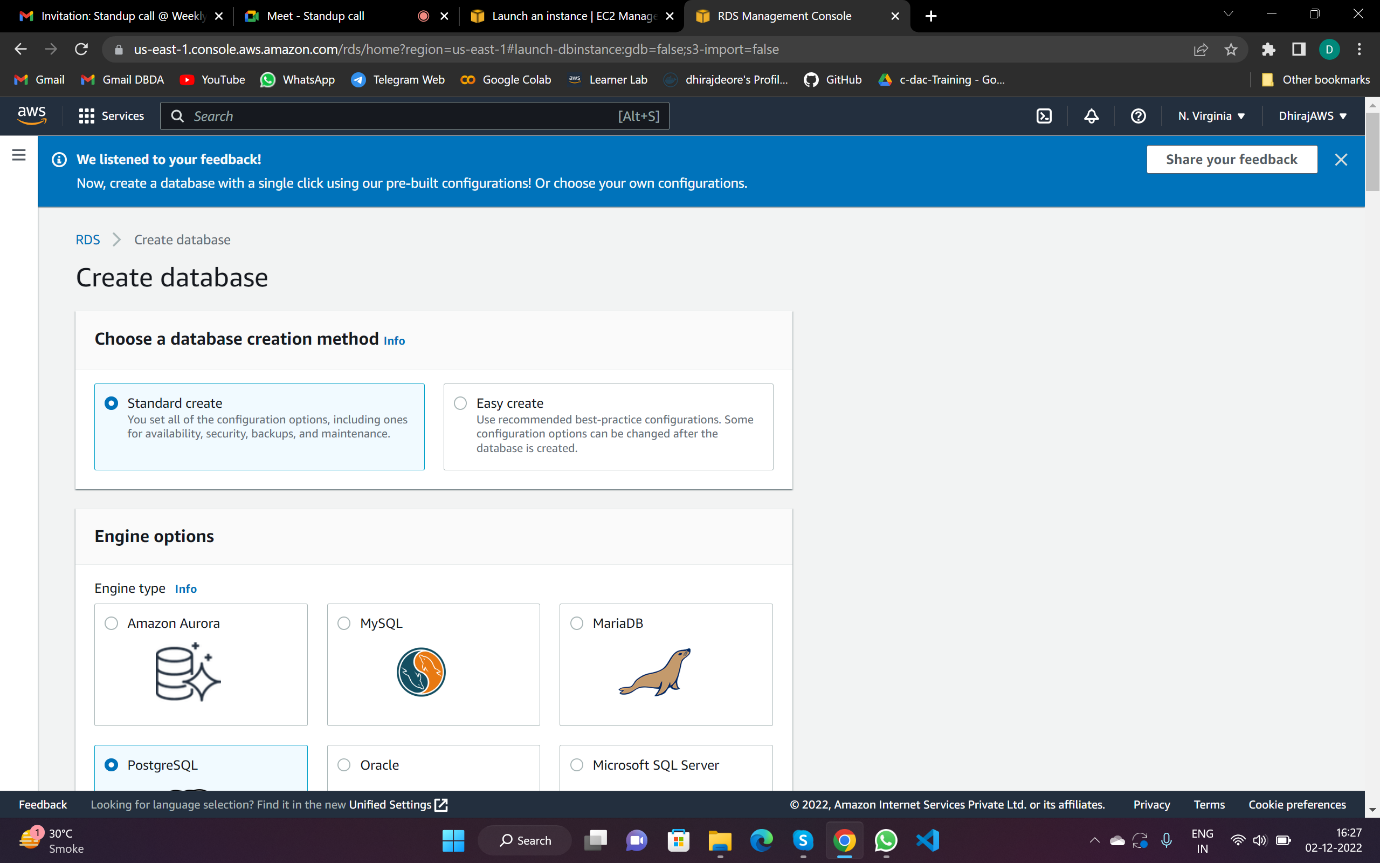 Invitation: Standup call @ Weekly
Meet - Standup call
Launch an instance | EC2 Manage
RDS Management Console
us-east-1.console.aws.amazon.com/rds/home?region=us-east-1#launch-dbinstance:gdb=false;s3-import=false
D
Gmail
Gmail DBDA
YouTube
WhatsApp
Telegram Web
Google Colab
aws
Learner Lab
dhirajdeore's Profil...
GitHub
c-dac-Training - Go...
Other bookmarks
aws
Services
Search
[Alt+S]
N. Virginia
DhirajAWS
We listened to your feedback!
Now, create a database with a single click using our pre-built configurations! Or choose your own configurations.
Share your feedback
RDS
Create database
Create database
Choose a database creation method Info
Standard create
You set all of the configuration options, including ones
for availability, security, backups, and maintenance.
Easy create
Use recommended best-practice configurations. Some
configuration options can be changed after the
database is created.
Engine options
Engine type Info
Amazon Aurora
MySQL
MariaDB
PostgreSQL
Oracle
Microsoft SQL Server
Feedback
Looking for language selection? Find it in the new Unified Settings
© 2022, Amazon Internet Services Private Ltd. or its affiliates.
Privacy
Terms
Cookie preferences
1
30°C
Smoke
Search
S
ENG
IN
16:27
02-12-2022